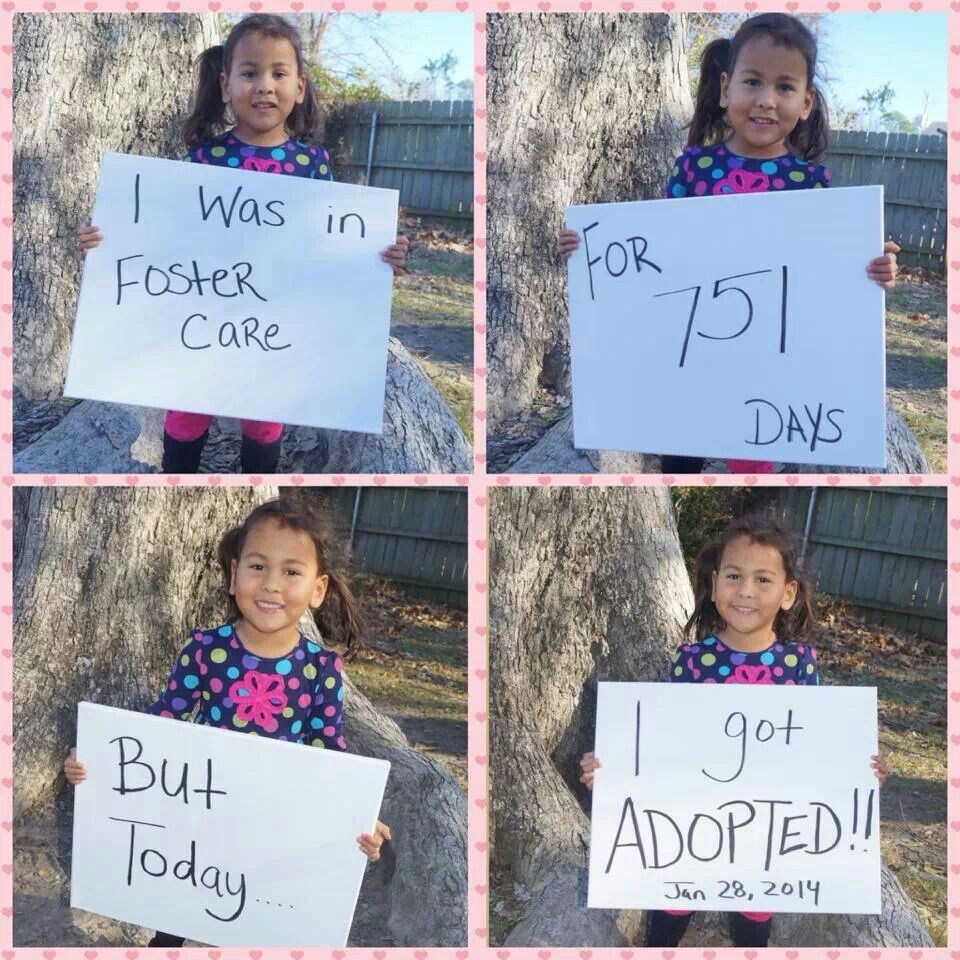 I Was in
FosteR
CaRe
FOR
751
DAYS
But
Today....
I got
ADOPTED!!
Jan 28, 2014